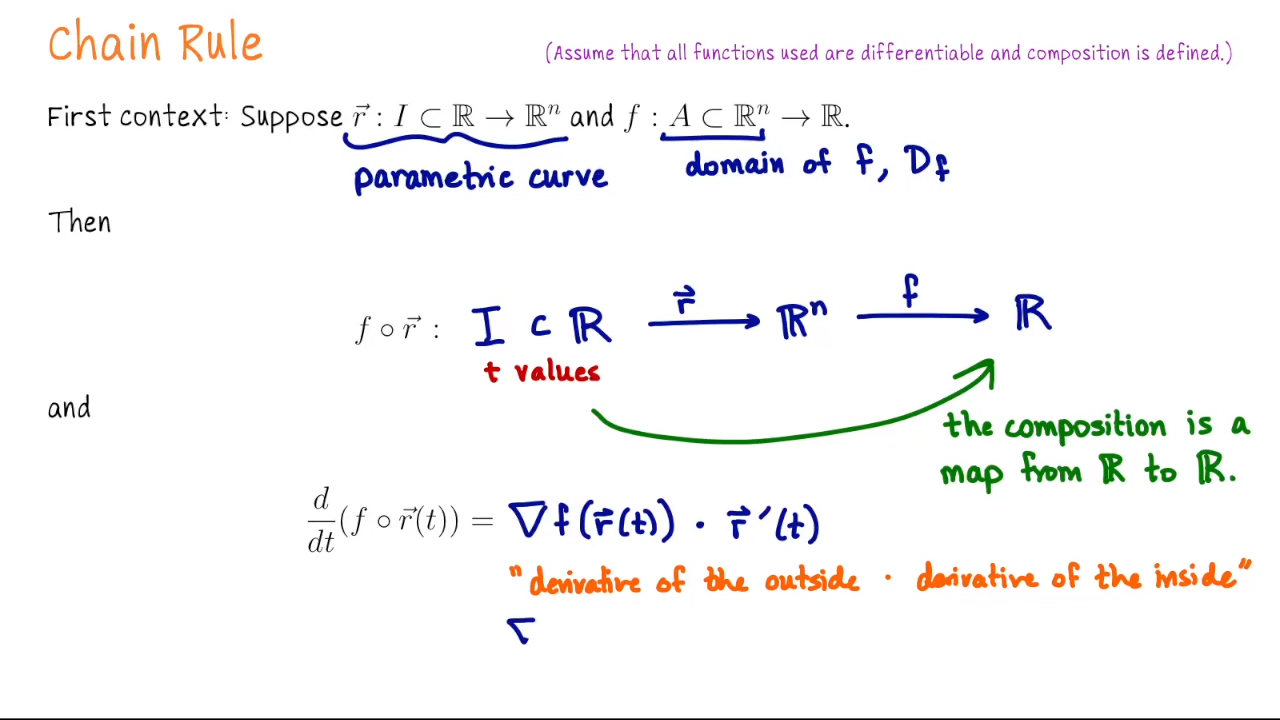 Chain Rule
(Assume that all functions used are differentiable and composition is defined.)
First context: Suppose r⃗ : I ⊂ ℝ → ℝⁿ and f : A ⊂ ℝⁿ → ℝ.
parametric curve
domain of f, D_f
Then
f ∘ r⃗ : I ⊂ ℝ ⟶ ℝⁿ ⟶ ℝ
r⃗
f
t values
and
the composition is a
map from ℝ to ℝ.
d/dt (f ∘ r⃗(t)) = ∇f(r⃗(t)) · r⃗ ′(t)
"derivative of the outside · derivative of the inside"